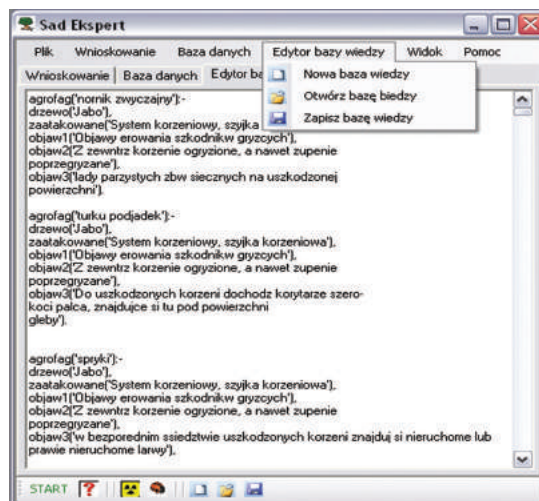 Sad Ekspert
Plik Wnioskowanie Baza danych Edytor bazy wiedzy Widok Pomoc
Wnioskowanie Baza danych Edytor ba
Nowa baza wiedzy
Otwórz bazę biedzy
Zapisz bazę wiedzy
agrofag('nornik zwyczajny'):-
drzewo('Jabo'),
zaatakowane('System korzeniowy, szyjka
objaw1('Objawy erowania szkodnikw gryzcych'),
objaw2('Z zewntrz korzenie ogryzione, a nawet zupenie
poprzegryzane'),
objaw3('lady parzystych zbw siecznych na uszkodzonej
powierzchni').
agrofag('turku podjadek'):-
drzewo('Jabo'),
zaatakowane('System korzeniowy, szyjka korzeniowa'),
objaw1('Objawy erowania szkodnikw gryzcych'),
objaw2('Z zewntrz korzenie ogryzione, a nawet zupenie
poprzegryzane'),
objaw3('Do uszkodzonych korzeni dochodz korytarze szero-
koci palca, znajdujce si tu pod powierzchni
gleby').
agrofag('spryki'):-
drzewo('Jabo'),
zaatakowane('System korzeniowy, szyjka korzeniowa'),
objaw1('Objawy erowania szkodnikw gryzcych'),
objaw2('Z zewntrz korzenie ogryzione, a nawet zupenie
poprzegryzane'),
objaw3('w bezporednim ssiedztwie uszkodzonych korzeni znajduj si nieruchome lub
prawie nieruchome larwy'),
START